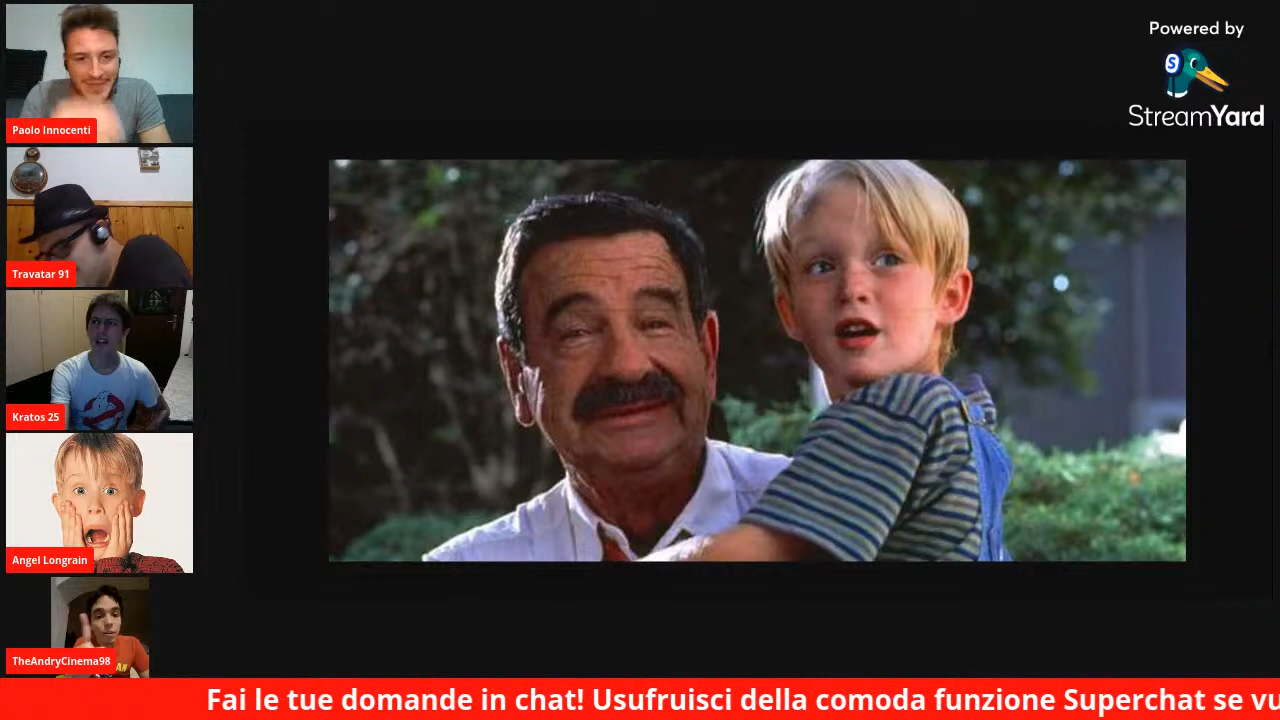 Powered by
S
StreamYard
Paolo Innocenti
Travatar 91
Kratos 25
Angel Longrain
TheAndryCinema98
Fai le tue domande in chat! Usufruisci della comoda funzione Superchat se vu